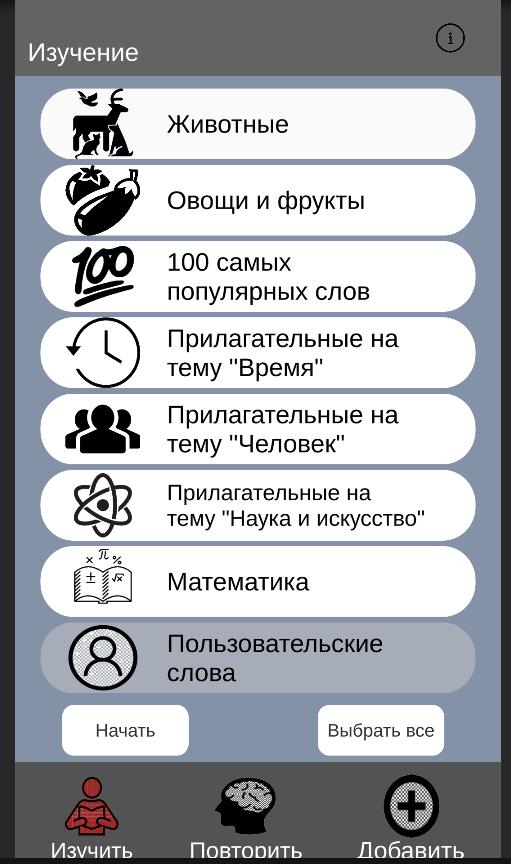 Изучение
Животные
Овощи и фрукты
100
100 самых
популярных слов
Прилагательные на
тему "Время"
Прилагательные на
тему "Человек"
Прилагательные на
тему "Наука и искусство"
Математика
Пользовательские
слова
Начать
Выбрать все
Изучить
Повторить
Добавить